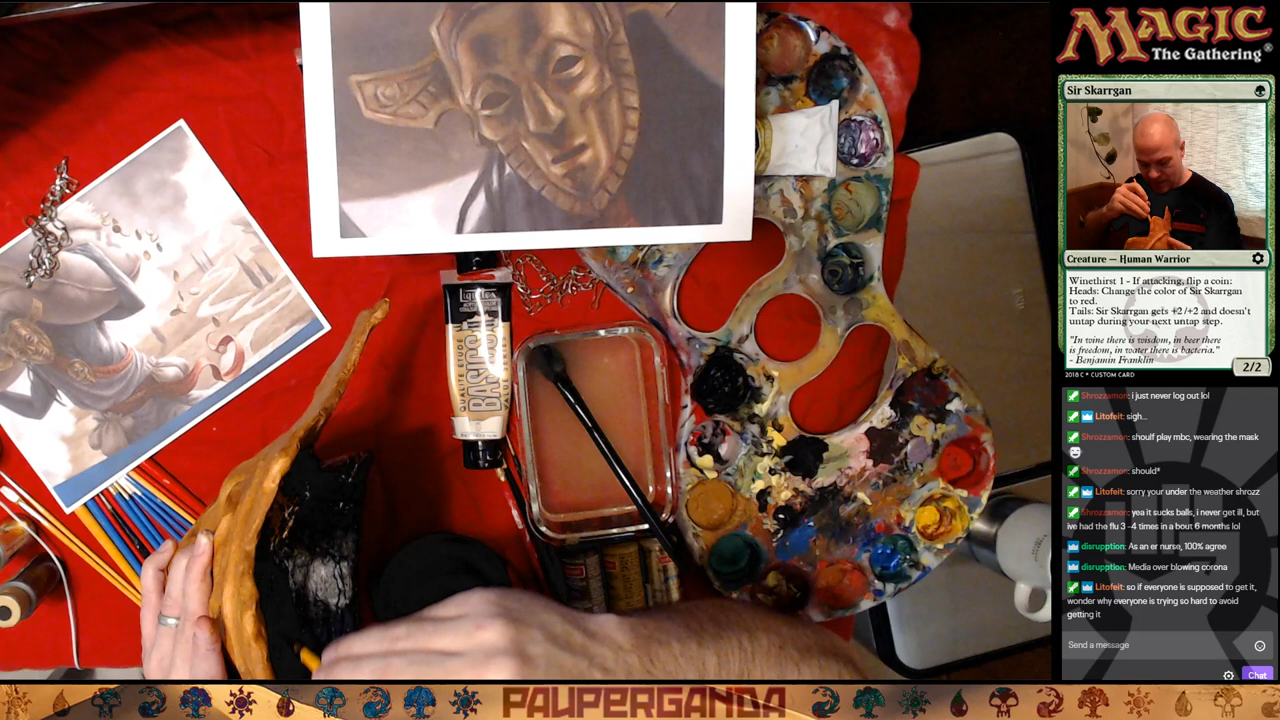 MAGIC
The Gathering®
Sir Skarrgan
Creature — Human Warrior
Winethirst 1 - If attacking, flip a coin:
Heads: Change the color of Sir Skarrgan
to red.
Tails: Sir Skarrgan gets +2/+2 and doesn't
untap during your next untap step.
"In wine there is wisdom, in beer there
is freedom, in water there is bacteria."
- Benjamin Franklin
2/2
2018 C * CUSTOM CARD
Shrozzamon: i just never log out lol
Litofeit: sigh...
Shrozzamon: shoulf play mbc, wearing the mask
Shrozzamon: should*
Litofeit: sorry your under the weather shrozz
Shrozzamon: yea it sucks balls, i never get ill, but
ive had the flu 3 -4 times in a bout 6 months lol
disruption: As an er nurse, 100% agree
disruption: Media over blowing corona
Litofeit: so if everyone is supposed to get it,
wonder why everyone is trying so hard to avoid
getting it
Send a message
Chat
Liquitex
BASICS
QUALITÉ ÉTUDE
PAUPERGANDA